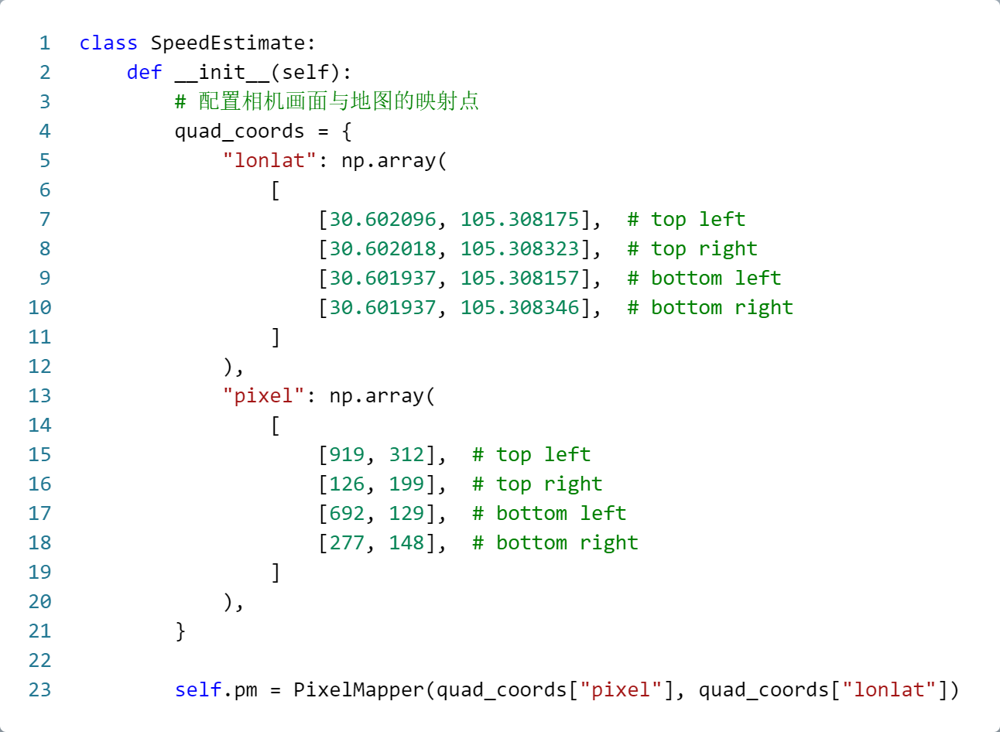 1 class SpeedEstimate:
2     def __init__(self):
3         # 配置相机画面与地图的映射点
4         quad_coords = {
5             "lonlat": np.array(
6                 [
7                     [30.602096, 105.308175],  # top left
8                     [30.602018, 105.308323],  # top right
9                     [30.601937, 105.308157],  # bottom left
10                     [30.601937, 105.308346],  # bottom right
11                 ]
12             ),
13             "pixel": np.array(
14                 [
15                     [919, 312],  # top left
16                     [126, 199],  # top right
17                     [692, 129],  # bottom left
18                     [277, 148],  # bottom right
19                 ]
20             ),
21         }
22
23         self.pm = PixelMapper(quad_coords["pixel"], quad_coords["lonlat"])